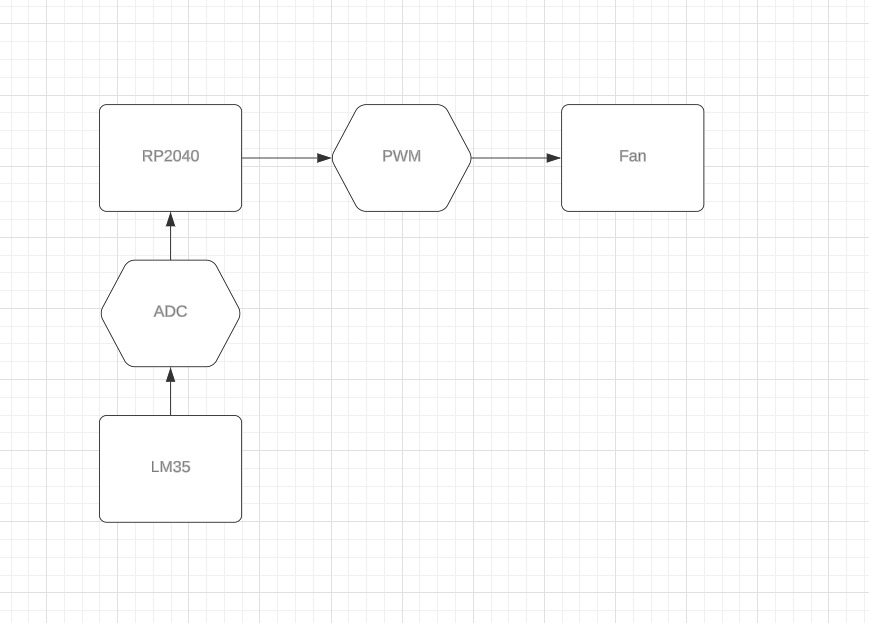 RP2040
PWM
Fan
ADC
LM35